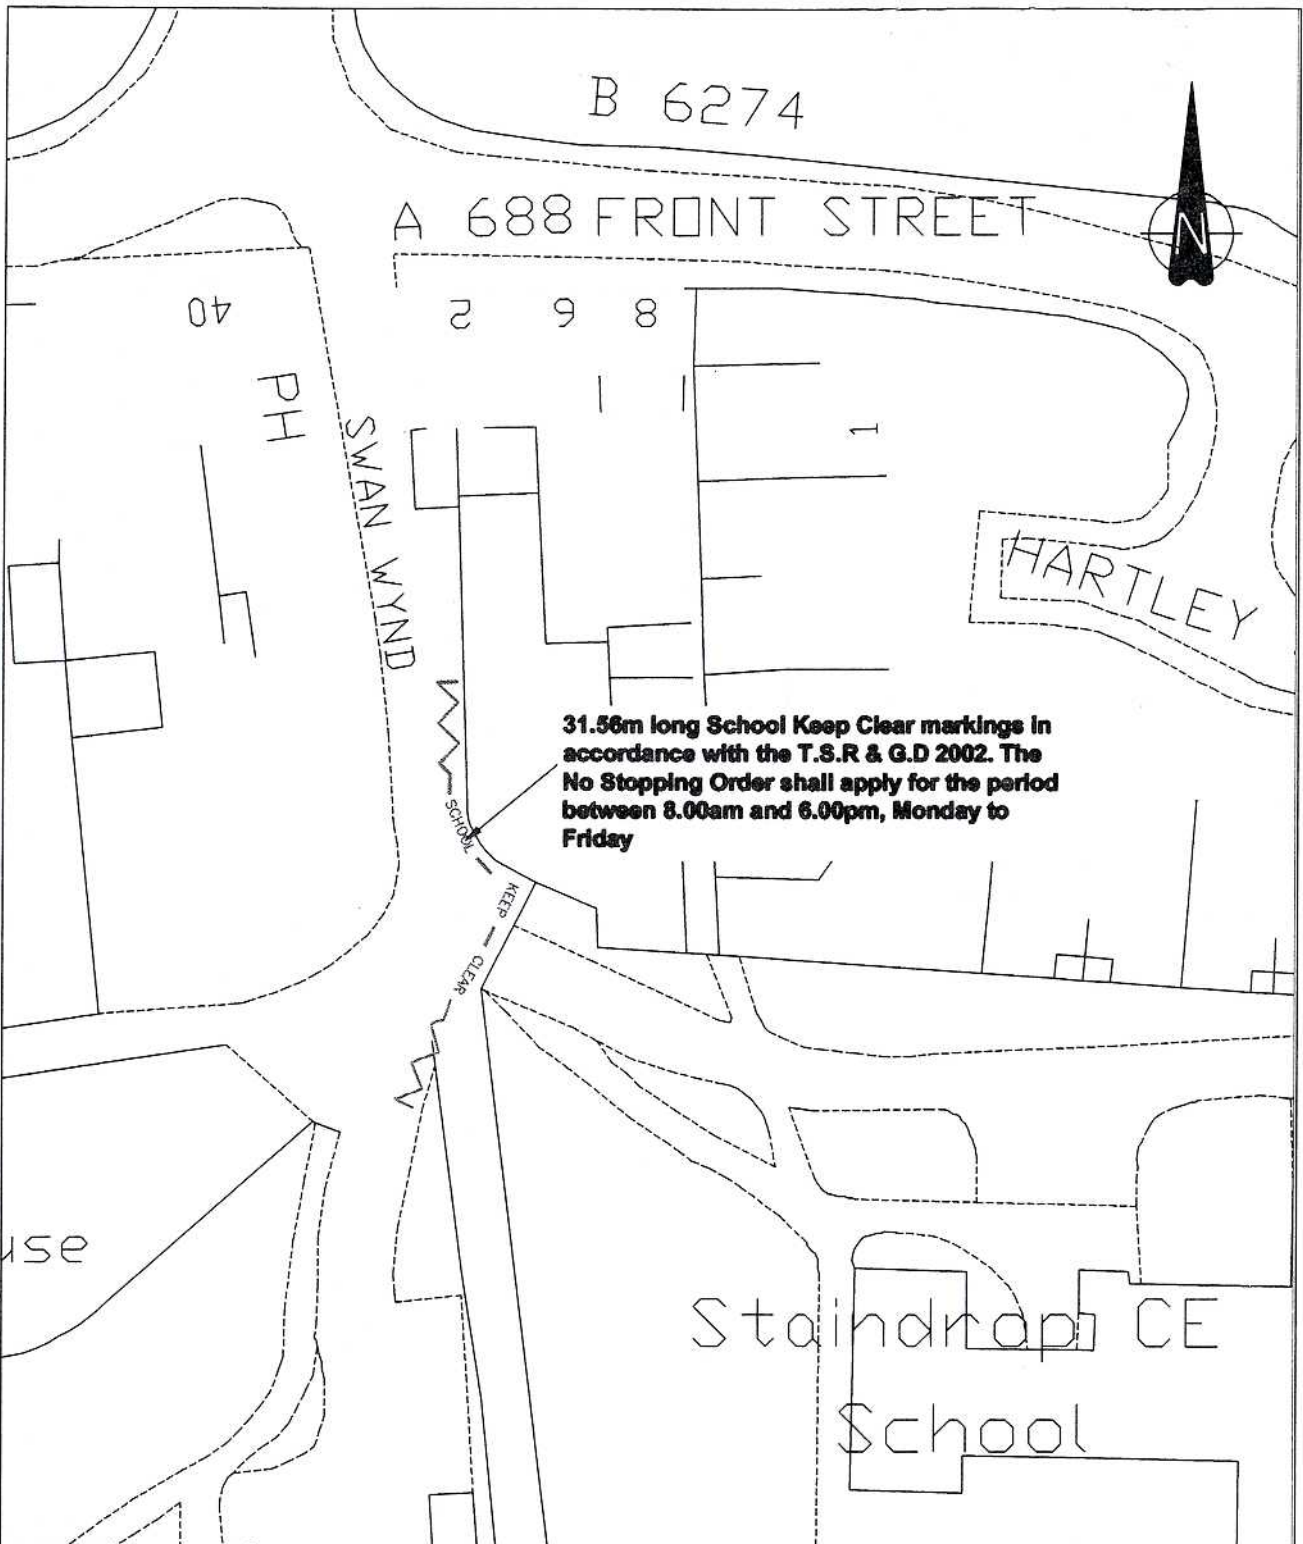 B 6274
A 688 FRONT STREET
N
40
2
6
8
PH
SWAN WYND
1
HARTLEY
31.56m long School Keep Clear markings in
accordance with the T.S.R & G.D 2002. The
No Stopping Order shall apply for the period
between 8.00am and 6.00pm, Monday to
Friday
SCHOOL
KEEP
CLEAR
use
Staindrop CE
School